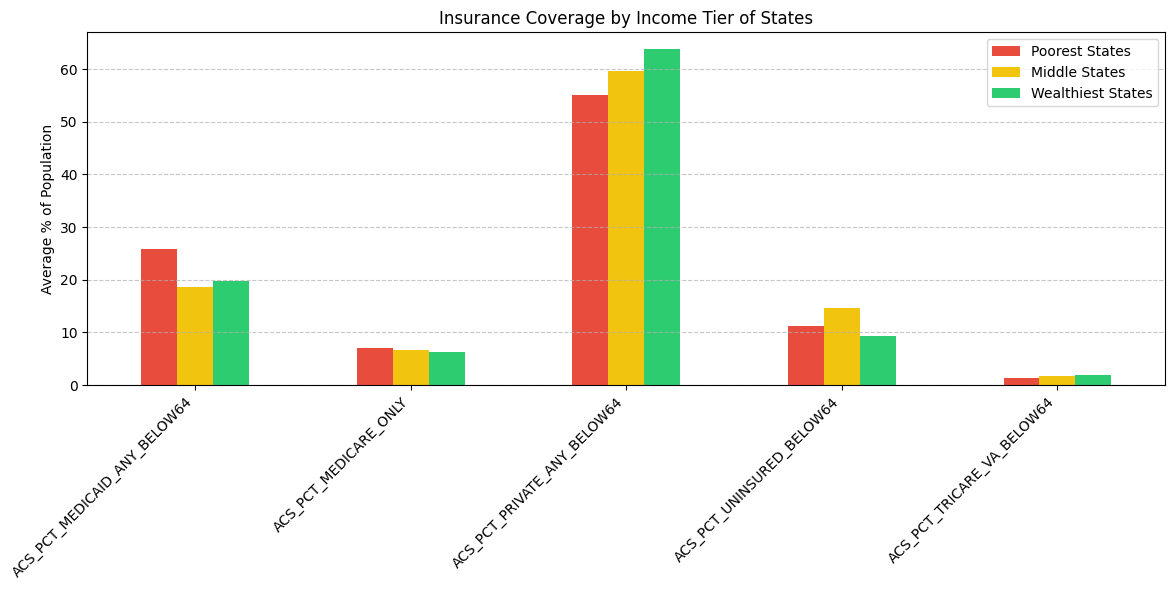 Insurance Coverage by Income Tier of States
Poorest States
Middle States
Wealthiest States
Average % of Population
60
50
40
30
20
10
0
ACS_PCT_MEDICAID_ANY_BELOW64
ACS_PCT_MEDICARE_ONLY
ACS_PCT_PRIVATE_ANY_BELOW64
ACS_PCT_UNINSURED_BELOW64
ACS_PCT_TRICARE_VA_BELOW64